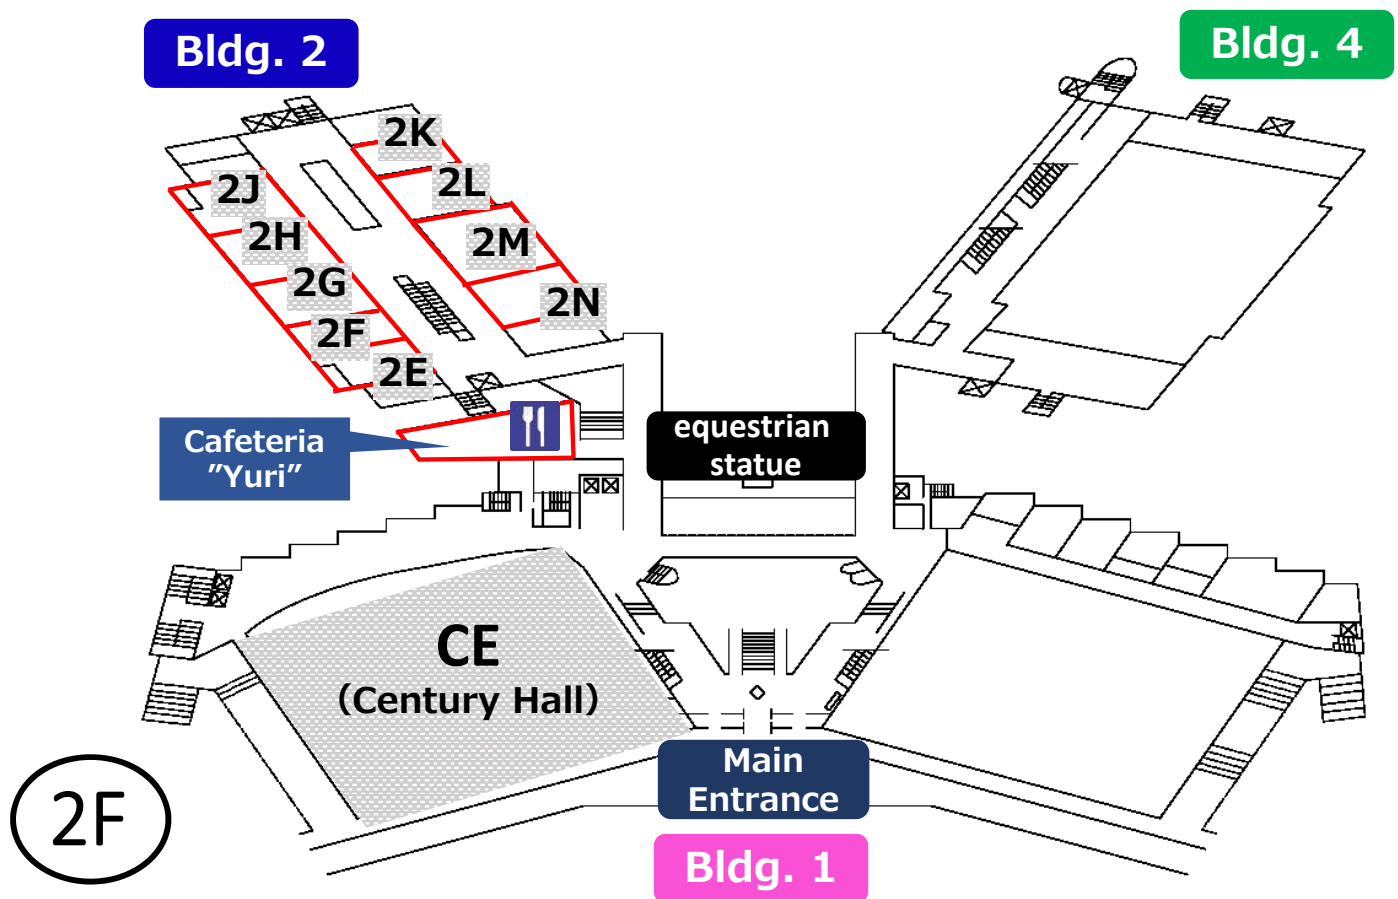 Bldg. 2
Bldg. 4
2K
2J
2L
2H
2M
2G
2N
2F
2E
Cafeteria
"Yuri"
equestrian
statue
CE
(Century Hall)
Main
Entrance
2F
Bldg. 1